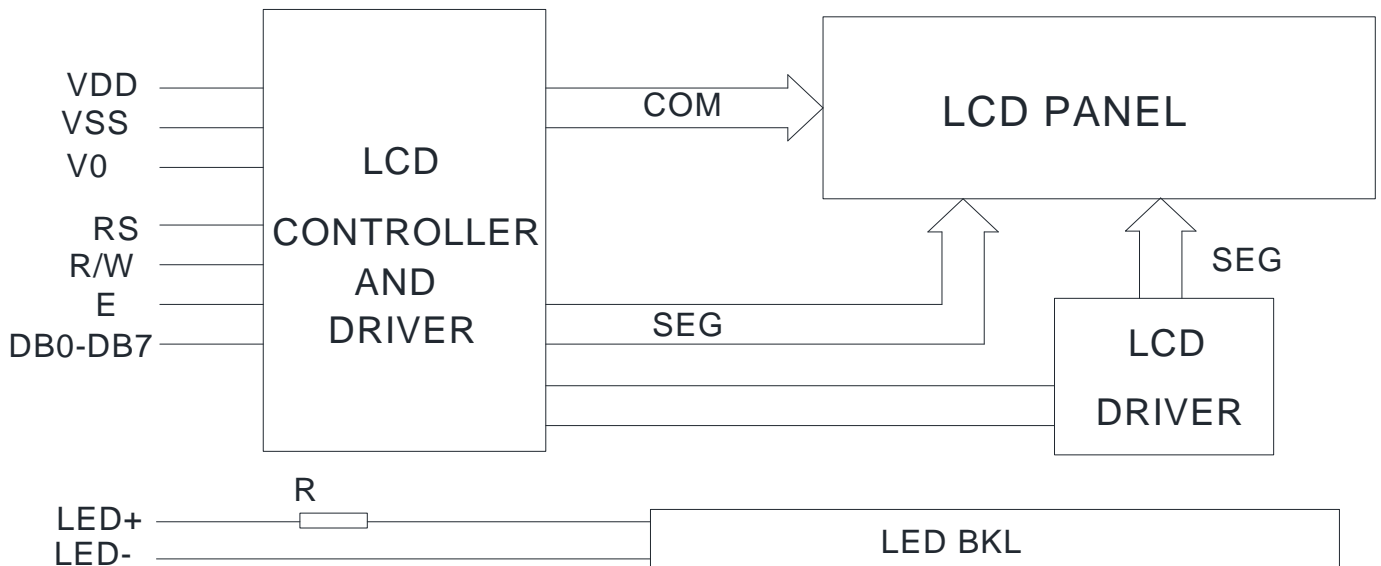 VDD
VSS
V0
RS
R/W
E
DB0-DB7
LCD
CONTROLLER
AND
DRIVER
COM
SEG
LCD PANEL
SEG
LCD
DRIVER
R
LED+
LED-
LED BKL